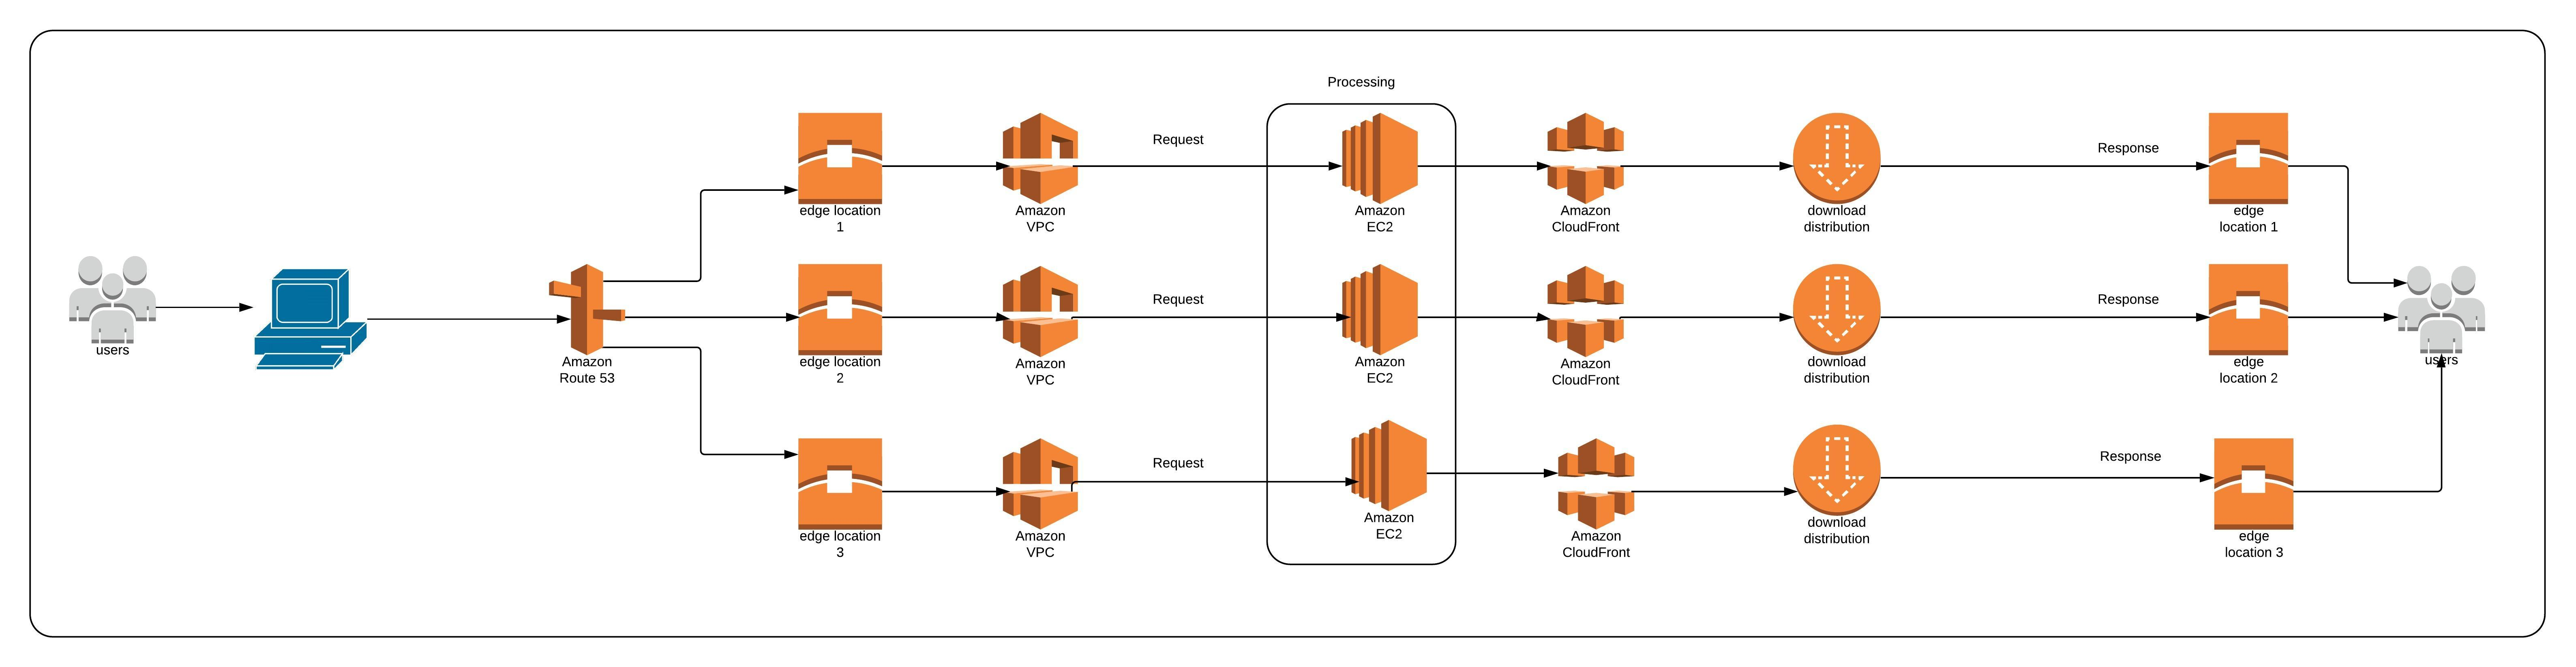 Processing
Request
Response
edge location
1
Amazon
VPC
Amazon
EC2
Amazon
CloudFront
download
distribution
edge
location 1
users
Amazon
Route 53
Request
Response
edge location
2
Amazon
VPC
Amazon
EC2
Amazon
CloudFront
download
distribution
edge
location 2
users
Request
Response
edge location
3
Amazon
VPC
Amazon
EC2
Amazon
CloudFront
download
distribution
edge
location 3